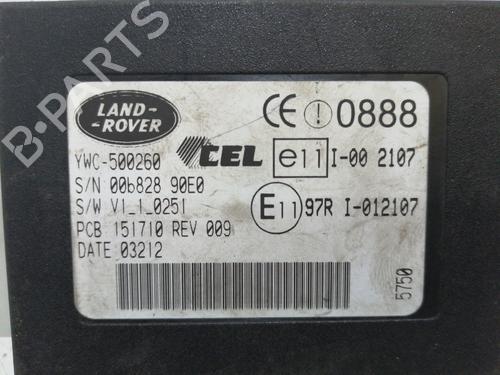 LAND-
-ROVER
CE ! 0888
YWC-500260
TEL
e11 I-00 2107
S/N 00b828 90E0
S/W V1_1_0251
E11 97R I-012107
PCB 151710 REV 009
DATE 03212
5750
B-PARTS